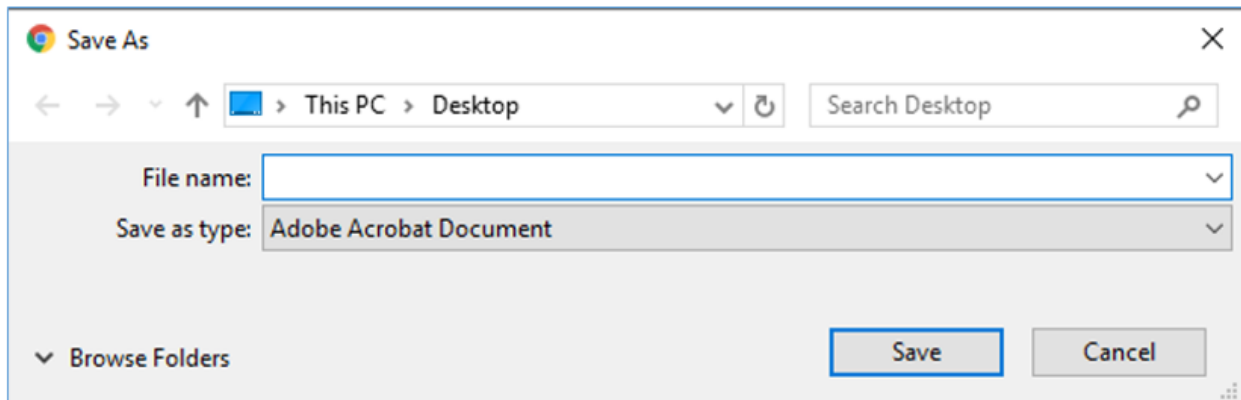 Save As
This PC > Desktop
Search Desktop
File name:
Save as type: Adobe Acrobat Document
Browse Folders
Save
Cancel